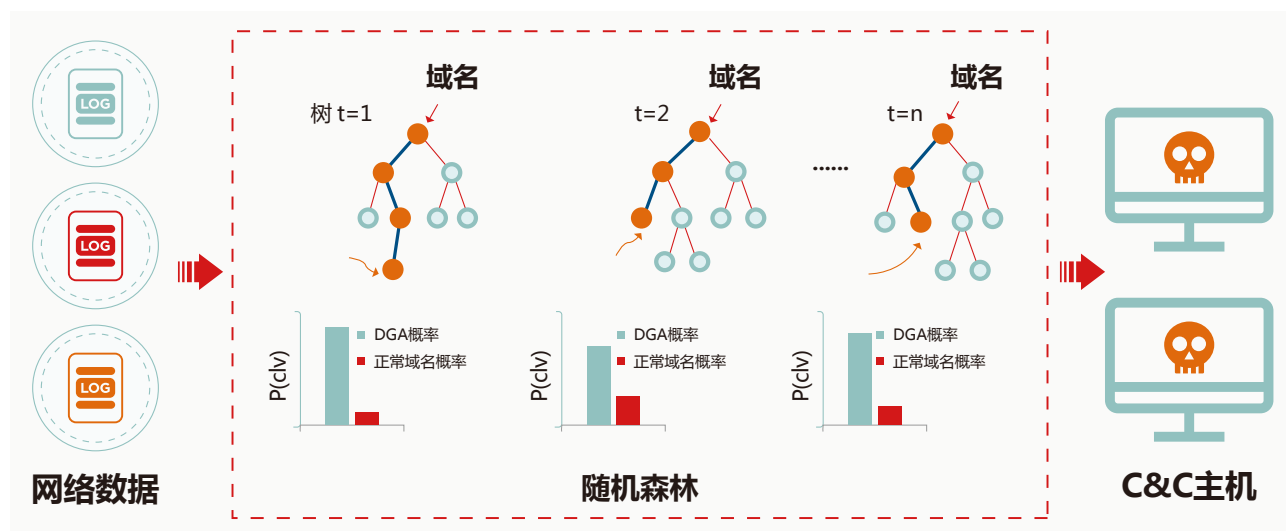 LOG
LOG
LOG
网络数据
域名
域名
域名
树 t=1
t=2
t=n
......
P(clv)
DGA概率
正常域名概率
P(clv)
DGA概率
正常域名概率
P(clv)
DGA概率
正常域名概率
随机森林
C&C主机